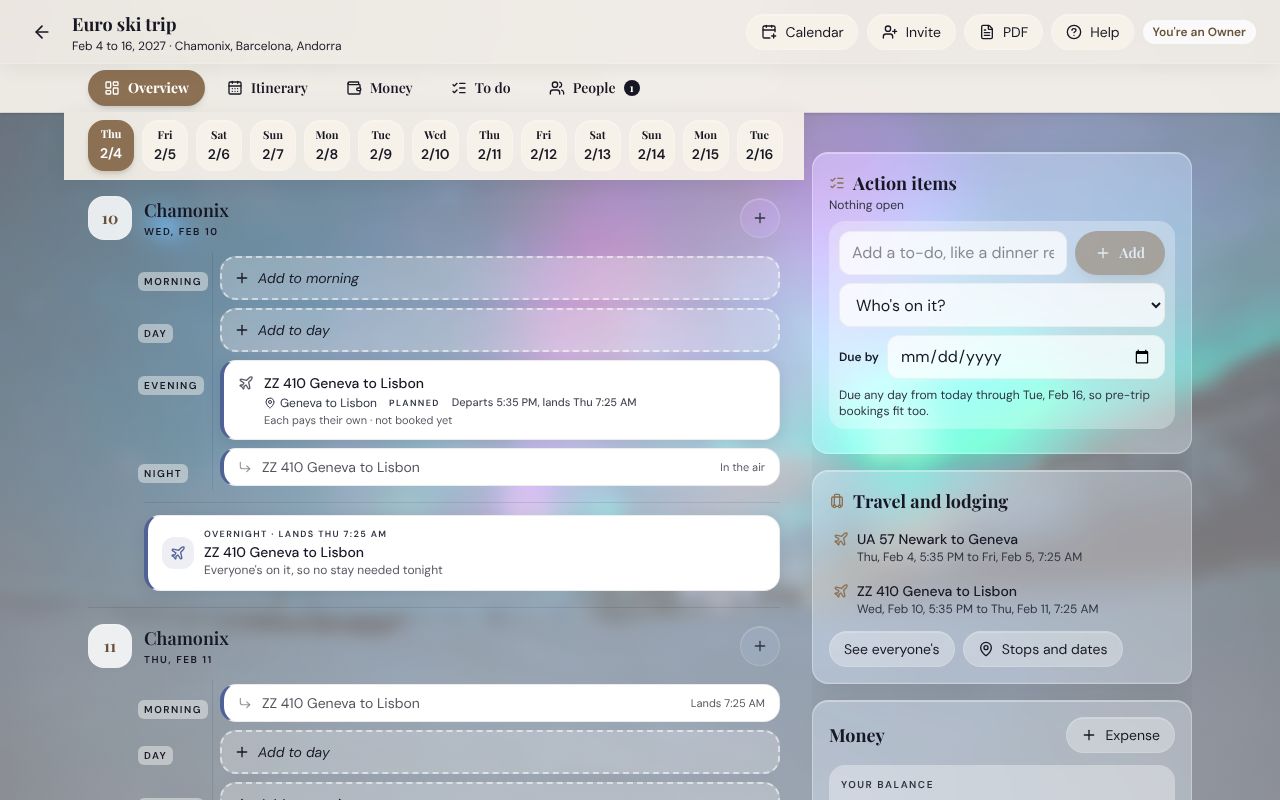 Euro ski trip
Feb 4 to 16, 2027 · Chamonix, Barcelona, Andorra
Calendar
Invite
PDF
Help
You're an Owner
Overview
Itinerary
Money
To do
People 1
Thu 2/4
Fri 2/5
Sat 2/6
Sun 2/7
Mon 2/8
Tue 2/9
Wed 2/10
Thu 2/11
Fri 2/12
Sat 2/13
Sun 2/14
Mon 2/15
Tue 2/16
10
Chamonix
WED, FEB 10
MORNING
Add to morning
DAY
Add to day
EVENING
ZZ 410 Geneva to Lisbon
Geneva to Lisbon PLANNED Departs 5:35 PM, lands Thu 7:25 AM
Each pays their own · not booked yet
NIGHT
ZZ 410 Geneva to Lisbon
In the air
OVERNIGHT · LANDS THU 7:25 AM
ZZ 410 Geneva to Lisbon
Everyone's on it, so no stay needed tonight
11
Chamonix
THU, FEB 11
MORNING
ZZ 410 Geneva to Lisbon
Lands 7:25 AM
DAY
Add to day
Action items
Nothing open
Add a to-do, like a dinner re
Add
Who's on it?
Due by
mm/dd/yyyy
Due any day from today through Tue, Feb 16, so pre-trip
bookings fit too.
Travel and lodging
UA 57 Newark to Geneva
Thu, Feb 4, 5:35 PM to Fri, Feb 5, 7:25 AM
ZZ 410 Geneva to Lisbon
Wed, Feb 10, 5:35 PM to Thu, Feb 11, 7:25 AM
See everyone's
Stops and dates
Money
Expense
YOUR BALANCE